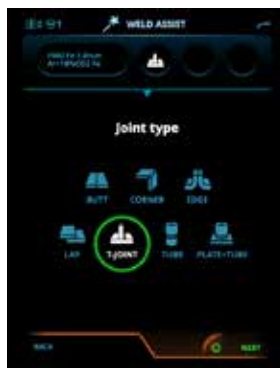 WELD ASSIST
Joint type
BUTT CORNER EDGE
LAP T-JOINT TUBE PLATE+TUBE
BACK NEXT